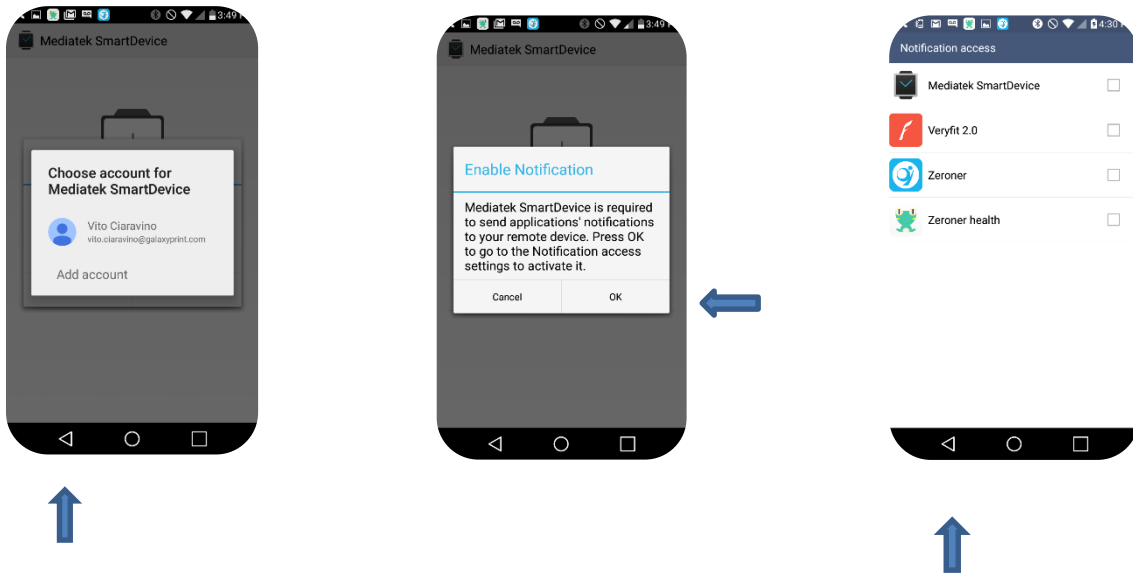 3:49
Mediatek SmartDevice
Choose account for
Mediatek SmartDevice
Vito Ciaravino
vito.ciaravino@galaxyprint.com
Add account
3:49
Mediatek SmartDevice
Enable Notification
Mediatek SmartDevice is required
to send applications' notifications
to your remote device. Press OK
to go to the Notification access
settings to activate it.
Cancel OK
4:30
Notification access
Mediatek SmartDevice
Veryfit 2.0
Zeroner
Zeroner health